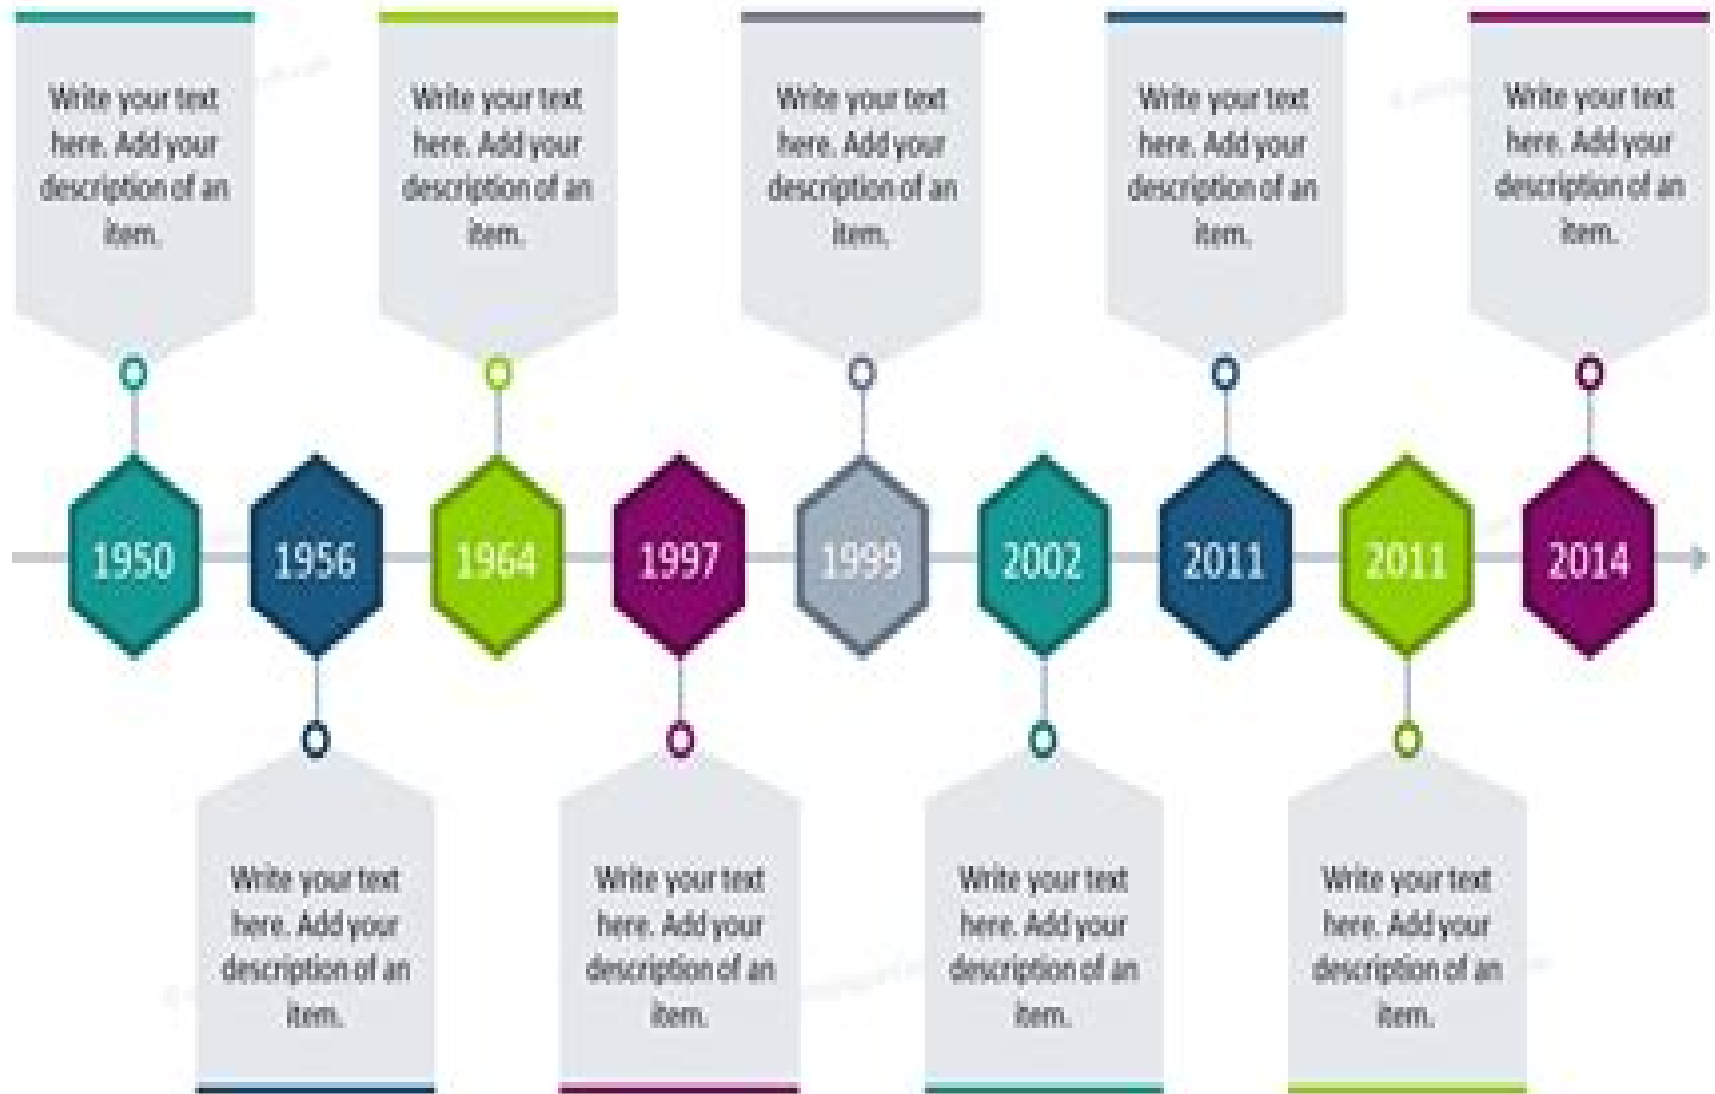 Write your text
here. Add your
description of an
item.
Write your text
here. Add your
description of an
item.
Write your text
here. Add your
description of an
item.
Write your text
here. Add your
description of an
item.
Write your text
here. Add your
description of an
item.
1950
1956
1964
1997
1999
2002
2011
2011
2014
Write your text
here. Add your
description of an
item.
Write your text
here. Add your
description of an
item.
Write your text
here. Add your
description of an
item.
Write your text
here. Add your
description of an
item.